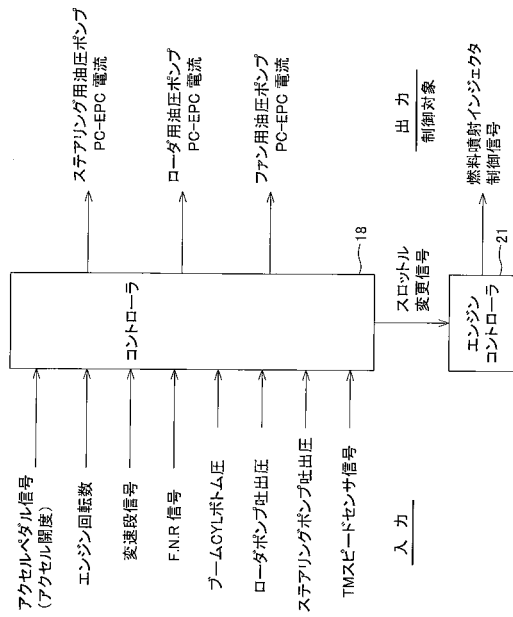 アクセルペダル信号
(アクセル開度)
エンジン回転数
変速段信号
F.N.R 信号
ブームCYLボトム圧
ローダポンプ吐出圧
ステアリングポンプ吐出圧
TMスピードセンサ信号
入 力
コントローラ
18
ステアリング用油圧ポンプ
PC-EPC 電流
ローダ用油圧ポンプ
PC-EPC 電流
ファン用油圧ポンプ
PC-EPC 電流
出 力
制御対象
スロットル
変更信号
エンジン
コントローラ
21
燃料噴射インジェクタ
制御信号